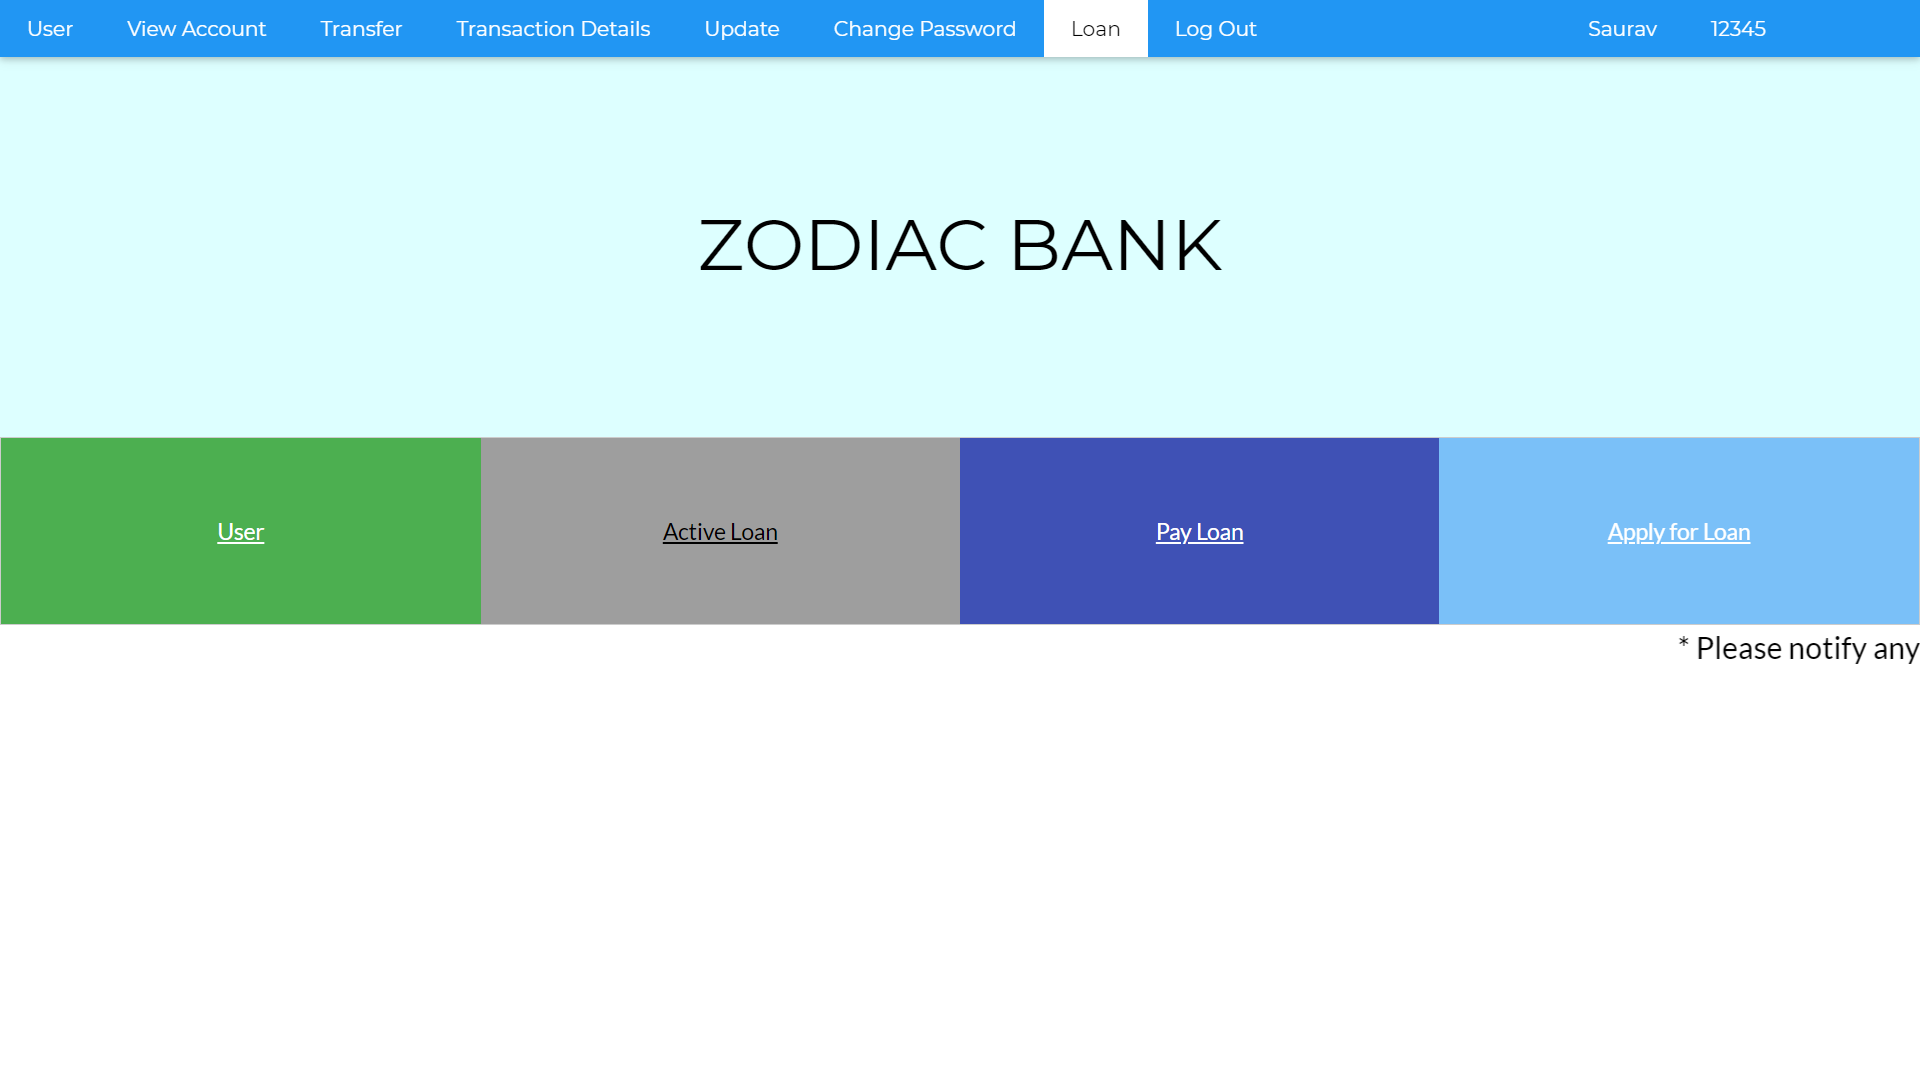 User View Account Transfer Transaction Details Update Change Password Loan Log Out Saurav 12345
ZODIAC BANK
User Active Loan Pay Loan Apply for Loan
* Please notify any